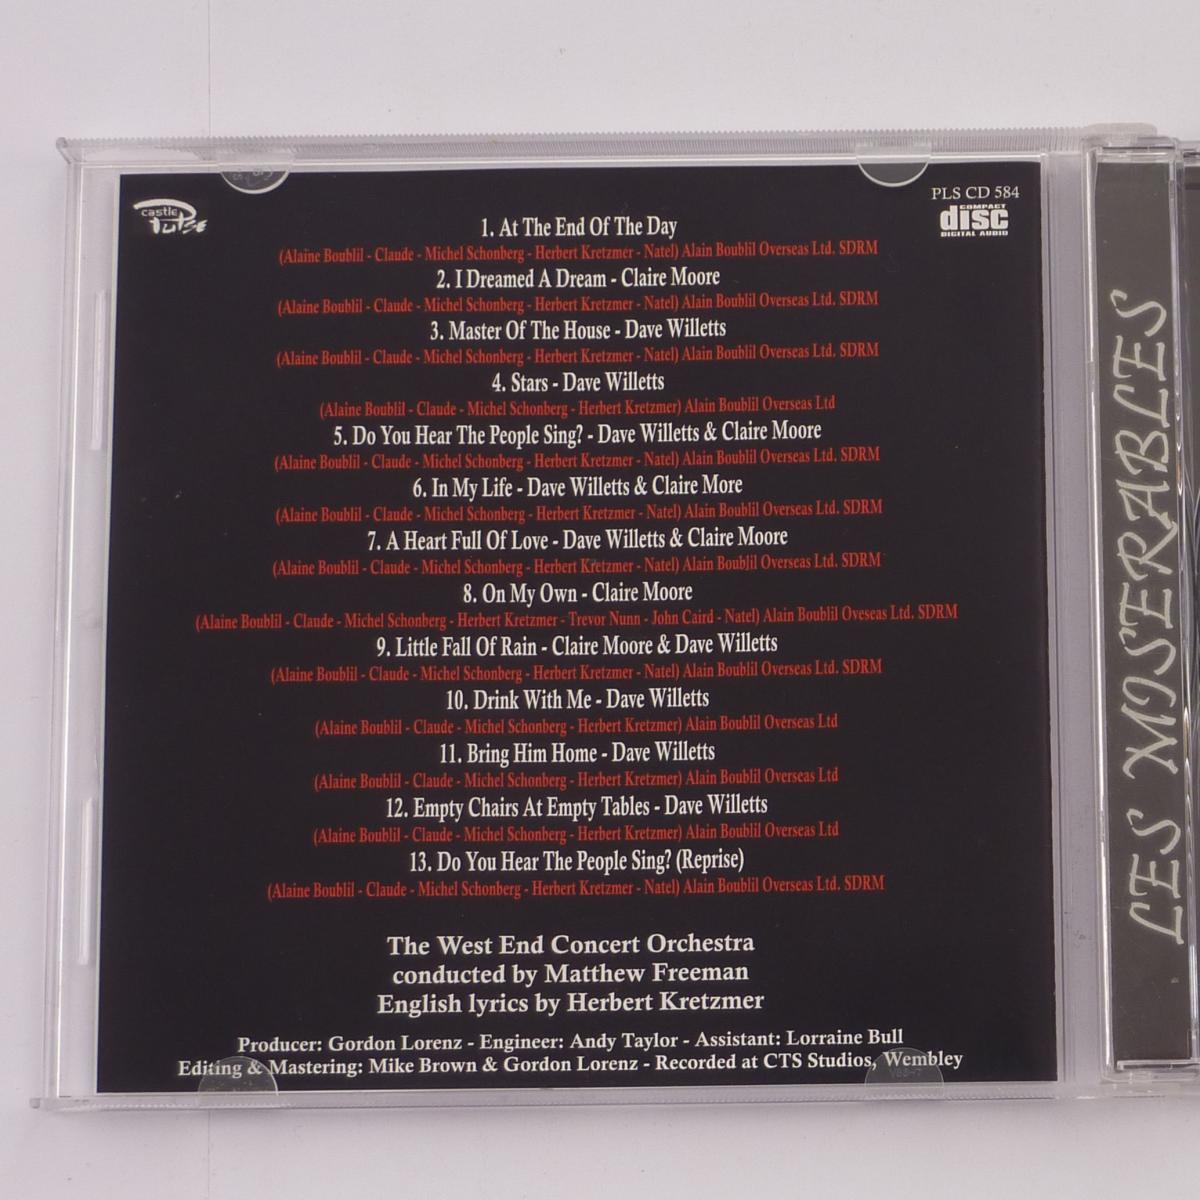 castle
Pulse
PLS CD 584
COMPACT
disc
DIGITAL AUDIO
1. At The End Of The Day
(Alaine Boublil - Claude - Michel Schonberg - Herbert Kretzmer - Natel) Alain Boublil Overseas Ltd. SDRM
2. I Dreamed A Dream - Claire Moore
(Alaine Boublil - Claude - Michel Schonberg - Herbert Kretzmer - Natel) Alain Boublil Overseas Ltd. SDRM
3. Master Of The House - Dave Willetts
(Alaine Boublil - Claude - Michel Schonberg - Herbert Kretzmer - Natel) Alain Boublil Overseas Ltd. SDRM
4. Stars - Dave Willetts
(Alaine Boublil - Claude - Michel Schonberg - Herbert Kretzmer) Alain Boublil Overseas Ltd
5. Do You Hear The People Sing? - Dave Willetts & Claire Moore
(Alaine Boublil - Claude - Michel Schonberg - Herbert Kretzmer - Natel) Alain Boublil Overseas Ltd. SDRM
6. In My Life - Dave Willetts & Claire More
(Alaine Boublil - Claude - Michel Schonberg - Herbert Kretzmer - Natel) Alain Boublil Overseas Ltd. SDRM
7. A Heart Full Of Love - Dave Willetts & Claire Moore
(Alaine Boublil - Claude - Michel Schonberg - Herbert Kretzmer - Natel) Alain Boublil Overseas Ltd. SDRM
8. On My Own - Claire Moore
(Alaine Boublil - Claude - Michel Schonberg - Herbert Kretzmer - Trevor Nunn - John Caird - Natel) Alain Boublil Oveseas Ltd. SDRM
9. Little Fall Of Rain - Claire Moore & Dave Willetts
(Alaine Boublil - Claude - Michel Schonberg - Herbert Kretzmer - Natel) Alain Boublil Overseas Ltd. SDRM
10. Drink With Me - Dave Willetts
(Alaine Boublil - Claude - Michel Schonberg - Herbert Kretzmer) Alain Boublil Overseas Ltd
11. Bring Him Home - Dave Willetts
(Alaine Boublil - Claude - Michel Schonberg - Herbert Kretzmer) Alain Boublil Overseas Ltd
12. Empty Chairs At Empty Tables - Dave Willetts
(Alaine Boublil - Claude - Michel Schonberg - Herbert Kretzmer) Alain Boublil Overseas Ltd
13. Do You Hear The People Sing? (Reprise)
(Alaine Boublil - Claude - Michel Schonberg - Herbert Kretzmer - Natel) Alain Boublil Overseas Ltd. SDRM
The West End Concert Orchestra
conducted by Matthew Freeman
English lyrics by Herbert Kretzmer
Producer: Gordon Lorenz - Engineer: Andy Taylor - Assistant: Lorraine Bull
Editing & Mastering: Mike Brown & Gordon Lorenz - Recorded at CTS Studios, Wembley
LES MISERABLES